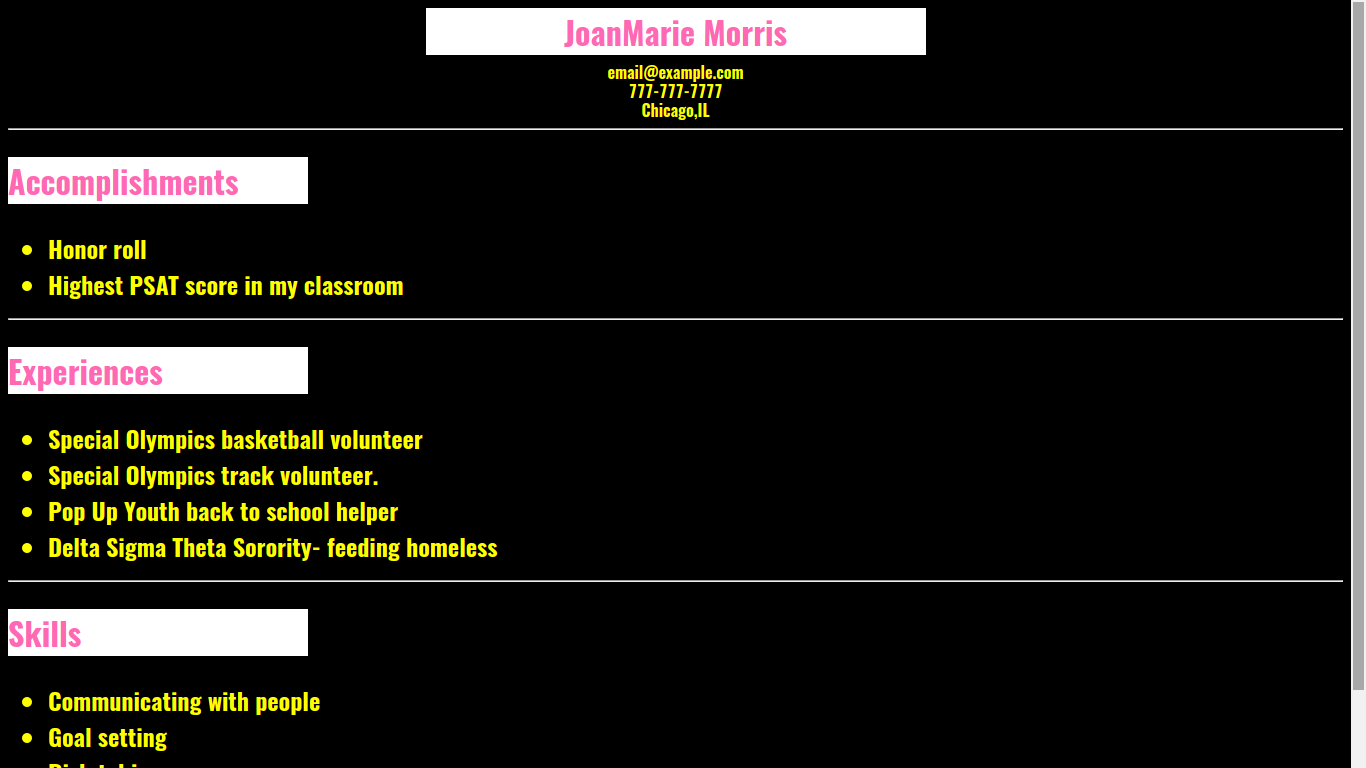 JoanMarie Morris
email@example.com
777-777-7777
Chicago,IL
Accomplishments
Honor roll
Highest PSAT score in my classroom
Experiences
Special Olympics basketball volunteer
Special Olympics track volunteer.
Pop Up Youth back to school helper
Delta Sigma Theta Sorority- feeding homeless
Skills
Communicating with people
Goal setting